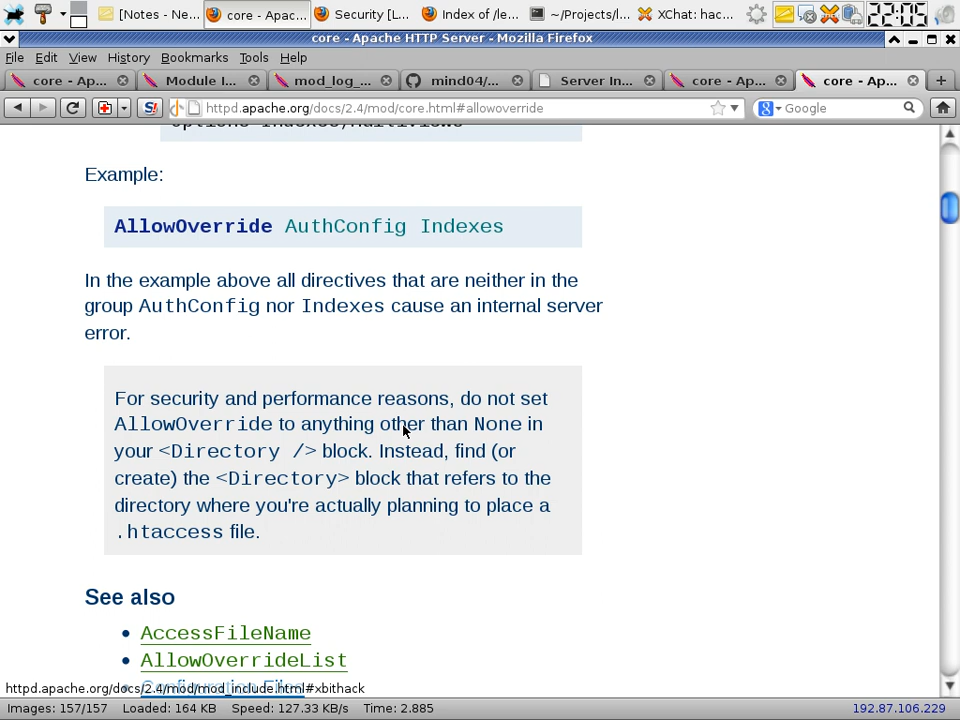 [Notes - Ne...
core - Apac...
Security [L...
Index of /le...
~/Projects/l...
XChat: hac...
22:05
core - Apache HTTP Server - Mozilla Firefox
File Edit View History Bookmarks Tools Help
core - Ap...
Module I...
mod_log_...
mind04/...
Server In...
core - Ap...
core - Ap...
httpd.apache.org/docs/2.4/mod/core.html#allowoverride
Google
Example:
AllowOverride AuthConfig Indexes
In the example above all directives that are neither in the
group AuthConfig nor Indexes cause an internal server
error.
For security and performance reasons, do not set
AllowOverride to anything other than None in
your <Directory /> block. Instead, find (or
create) the <Directory> block that refers to the
directory where you're actually planning to place a
.htaccess file.
See also
AccessFileName
AllowOverrideList
Configuration Files
httpd.apache.org/docs/2.4/mod/mod_include.html#xbithack
Images: 157/157 Loaded: 164 KB Speed: 127.33 KB/s Time: 2.885 192.87.106.229